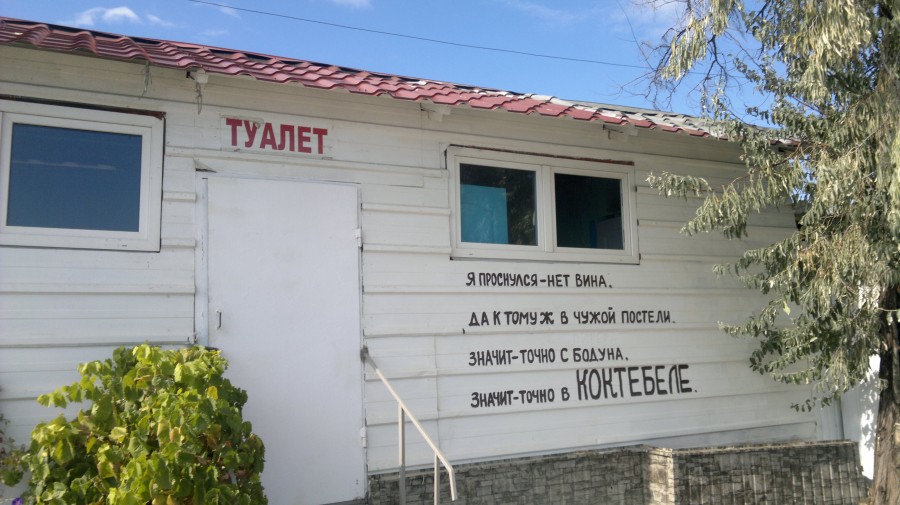 ТУАЛЕТ
Я ПРОСНУЛСЯ-НЕТ ВИНА.
ДА К ТОМУ Ж В ЧУЖОЙ ПОСТЕЛИ.
ЗНАЧИТ-ТОЧНО С БОДУНА.
ЗНАЧИТ-ТОЧНО В КОКТЕБЕЛЕ.